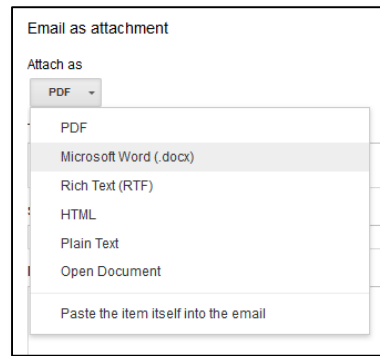 Email as attachment
Attach as
PDF
PDF
Microsoft Word (.docx)
Rich Text (RTF)
HTML
Plain Text
Open Document
Paste the item itself into the email